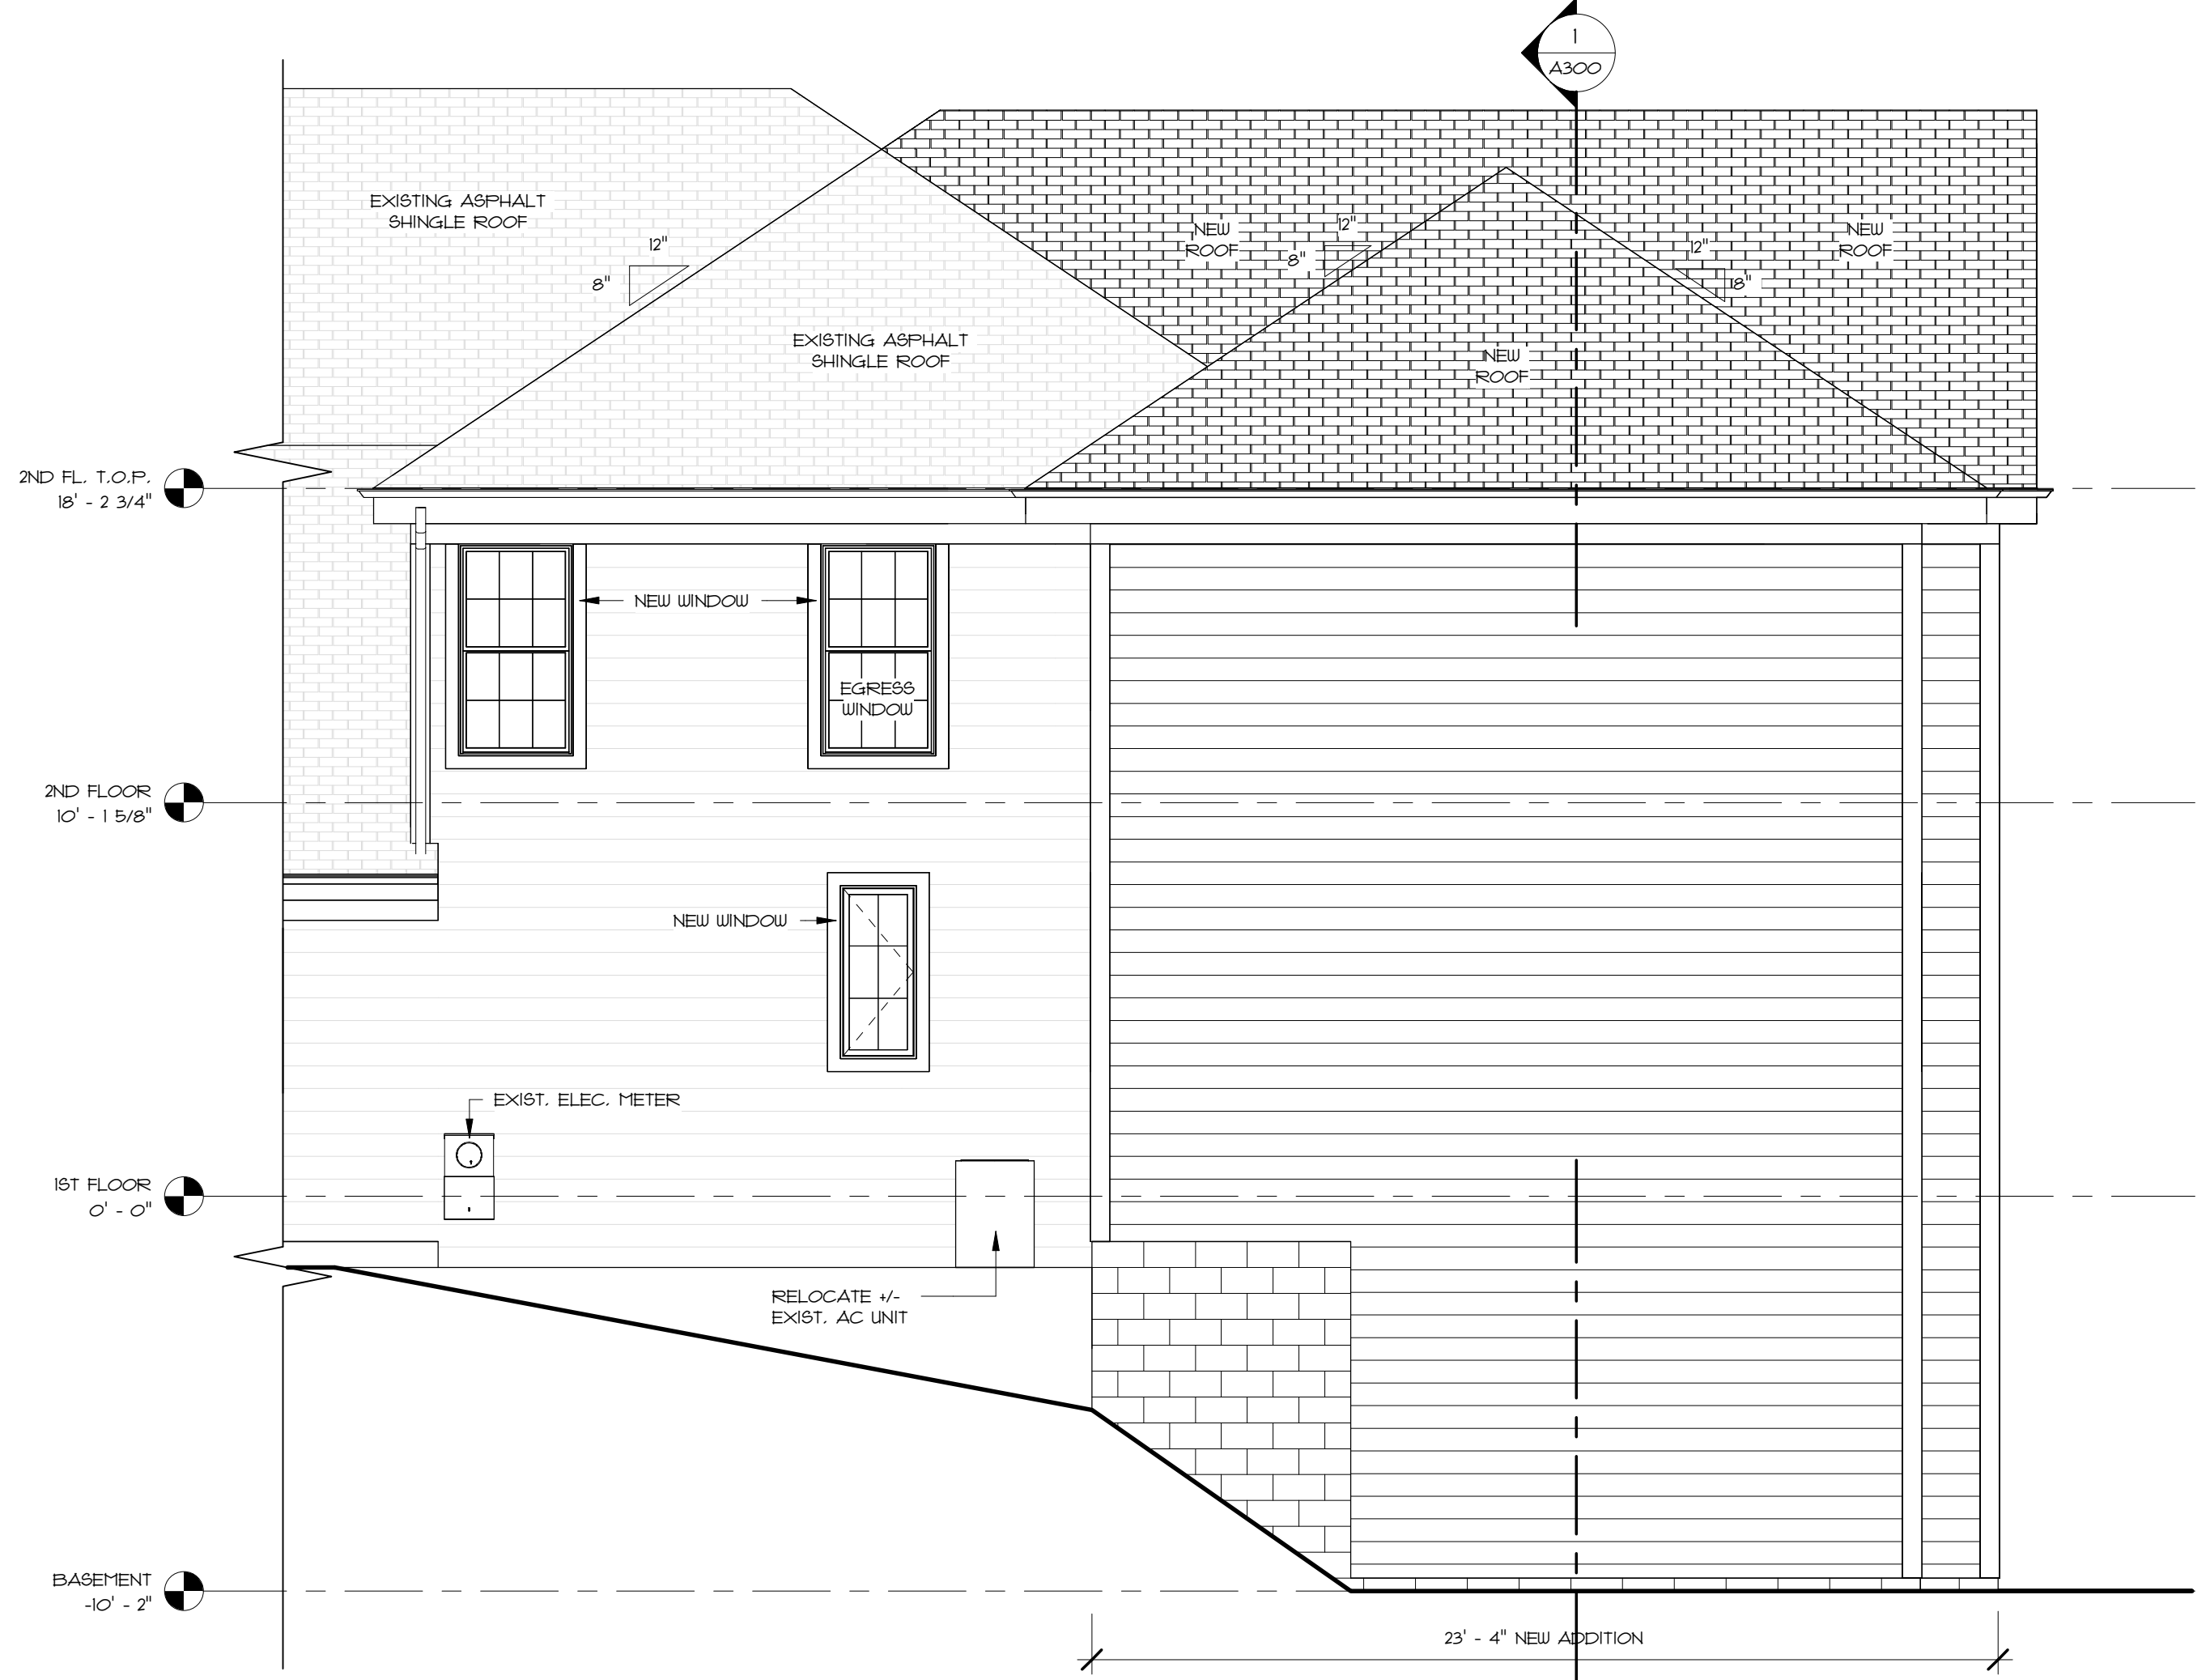 1
A300
EXISTING ASPHALT
SHINGLE ROOF
12"
8"
NEW
ROOF
12"
8"
12"
18"
NEW
ROOF
EXISTING ASPHALT
SHINGLE ROOF
NEW
ROOF
2ND FL. T.O.P.
18' - 2 3/4"
NEW WINDOW
EGRESS
WINDOW
2ND FLOOR
10' - 1 5/8"
NEW WINDOW
EXIST. ELEC. METER
1ST FLOOR
0' - 0"
RELOCATE +/-
EXIST. AC UNIT
BASEMENT
-10' - 2"
23' - 4" NEW ADDITION